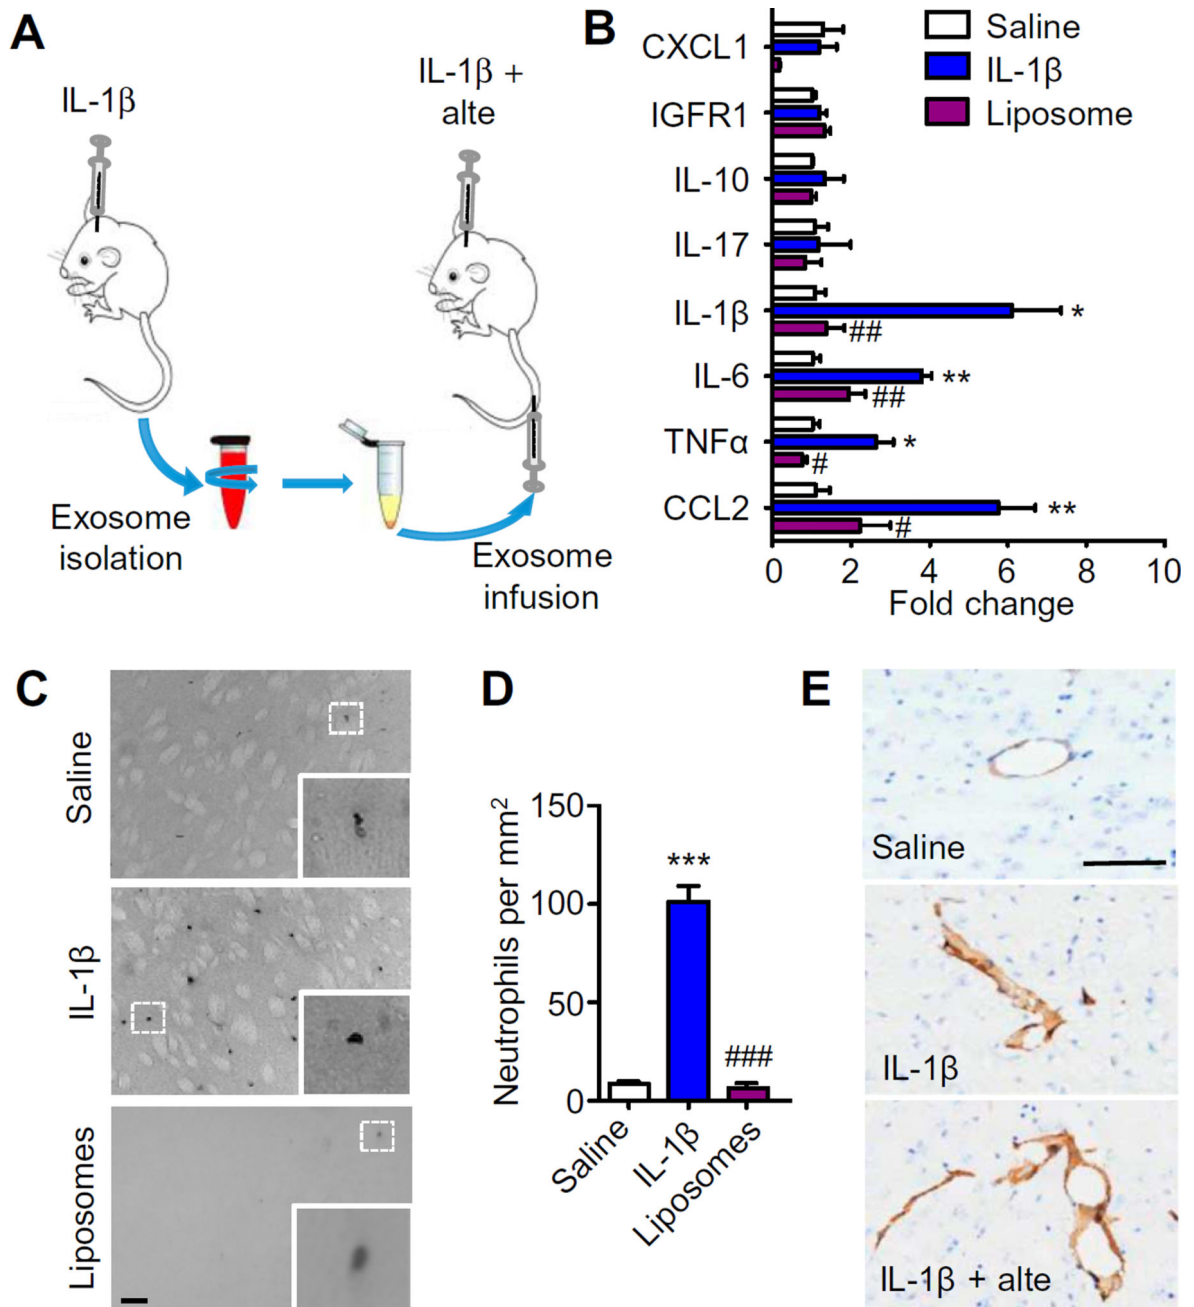 A
IL-1β
IL-1β +
alte
Exosome
isolation
Exosome
infusion
B
Saline
IL-1β
Liposome
CXCL1
IGFR1
IL-10
IL-17
IL-1β
*
##
IL-6
**
##
TNFα
*
#
CCL2
**
#
0 2 4 6 8 10
Fold change
C
Saline
IL-1β
Liposomes
D
Neutrophils per mm²
150
100
50
0
***
###
Saline
IL-1β
Liposomes
E
Saline
IL-1β
IL-1β + alte